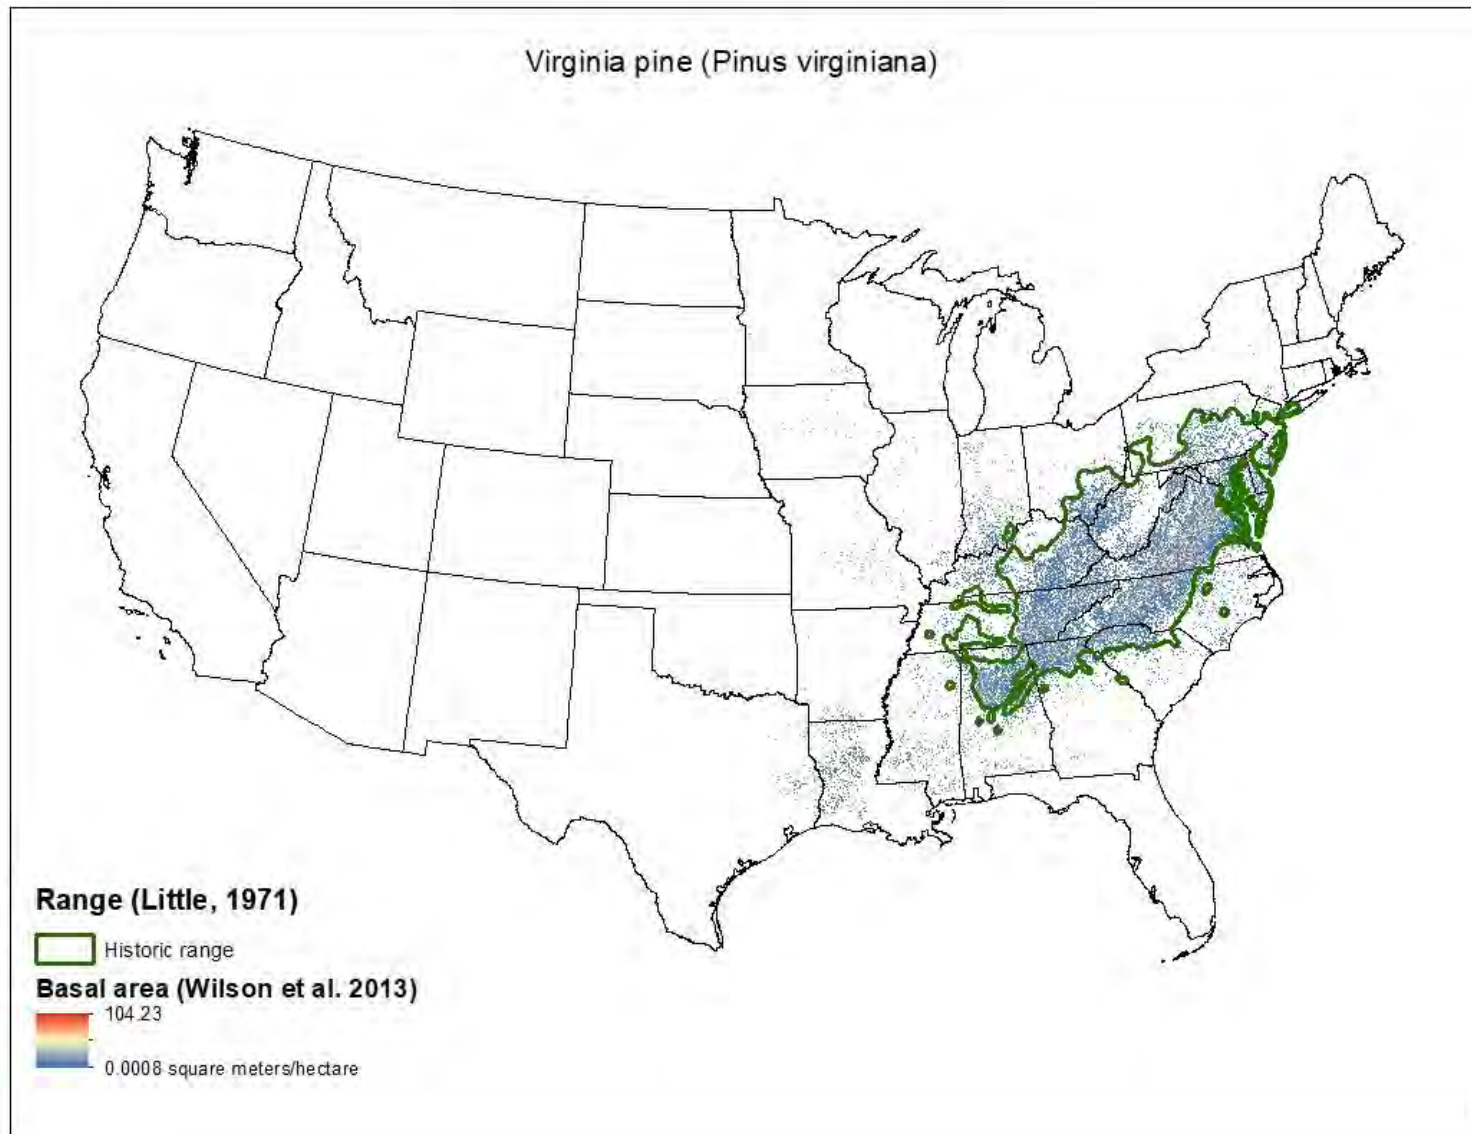 Virginia pine (Pinus virginiana)
Range (Little, 1971)
Historic range
Basal area (Wilson et al. 2013)
104.23
0.0008 square meters/hectare